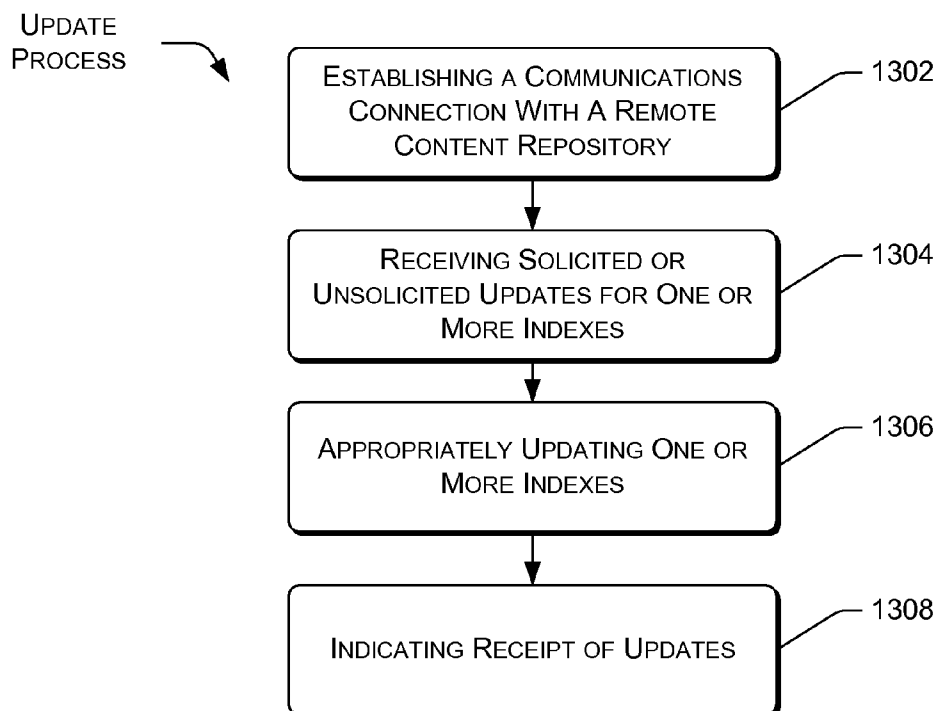 UPDATE
PROCESS
ESTABLISHING A COMMUNICATIONS
CONNECTION WITH A REMOTE
CONTENT REPOSITORY
1302
RECEIVING SOLICITED OR
UNSOLICITED UPDATES FOR ONE OR
MORE INDEXES
1304
APPROPRIATELY UPDATING ONE OR
MORE INDEXES
1306
INDICATING RECEIPT OF UPDATES
1308